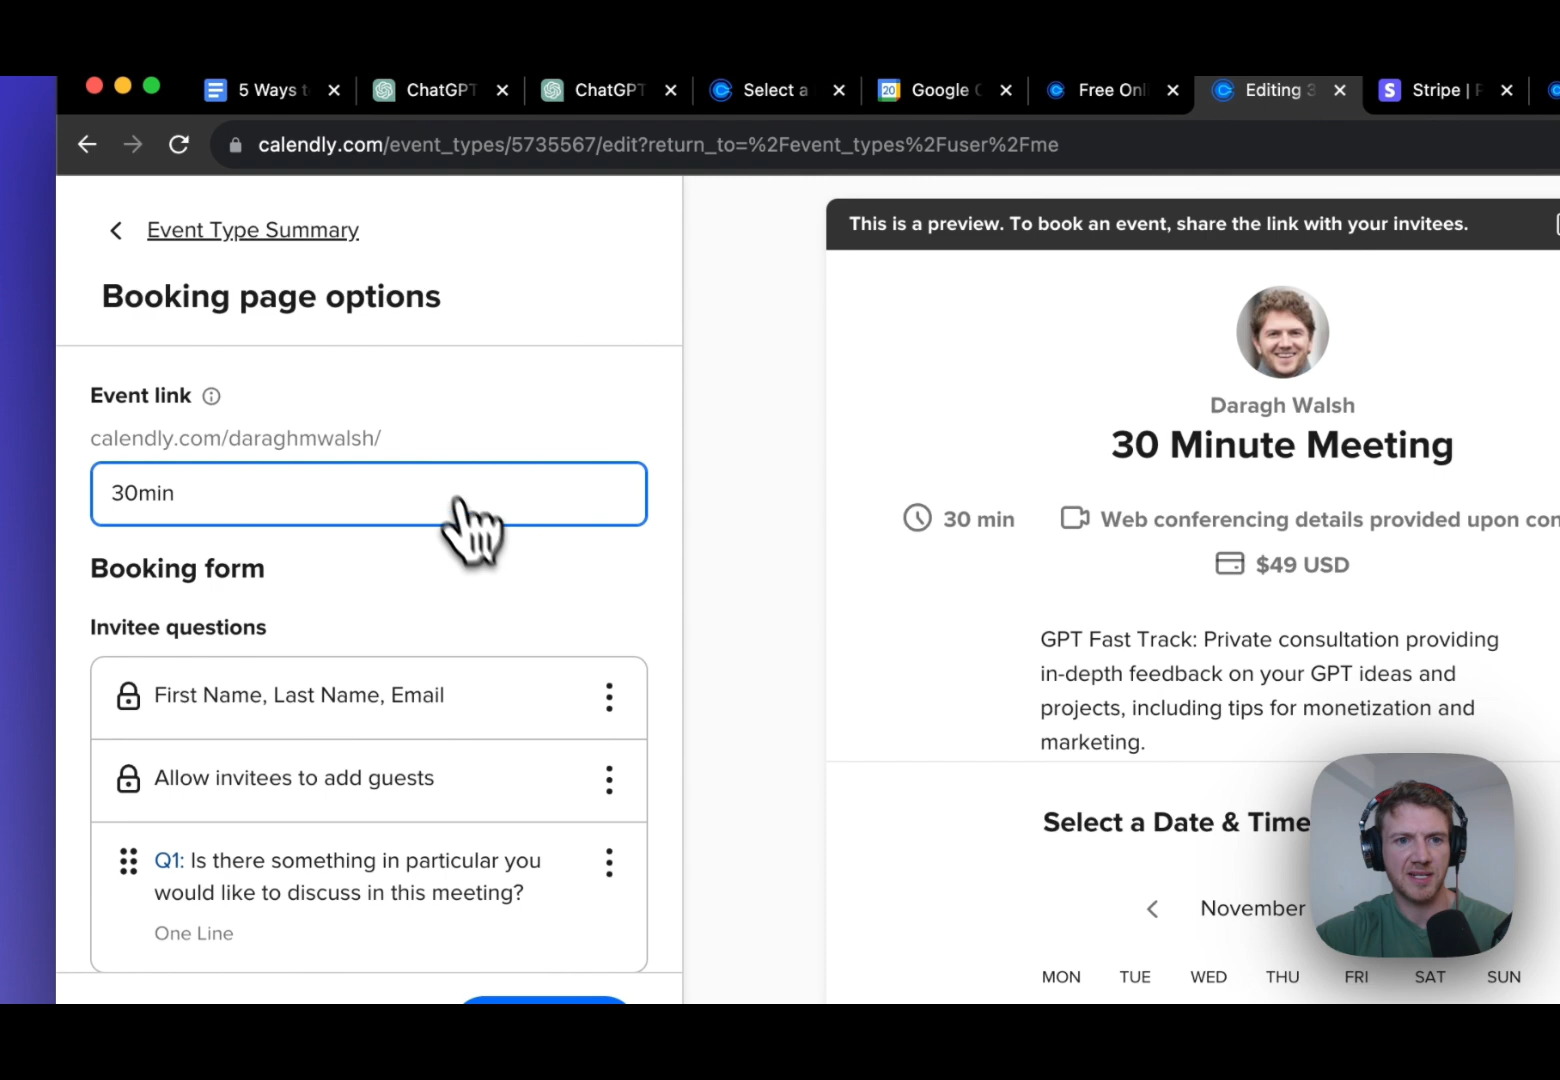 5 Ways t
ChatGPT
ChatGPT
Select a
20
Google C
Free Onl
Editing 3
S
Stripe | F
calendly.com/event_types/5735567/edit?return_to=%2Fevent_types%2Fuser%2Fme
Event Type Summary
Booking page options
Event link
calendly.com/daraghmwalsh/
30min
Booking form
Invitee questions
First Name, Last Name, Email
Allow invitees to add guests
Q1: Is there something in particular you
would like to discuss in this meeting?
One Line
This is a preview. To book an event, share the link with your invitees.
Daragh Walsh
30 Minute Meeting
30 min
Web conferencing details provided upon con
$49 USD
GPT Fast Track: Private consultation providing
in-depth feedback on your GPT ideas and
projects, including tips for monetization and
marketing.
Select a Date & Time
November
MON TUE WED THU FRI SAT SUN